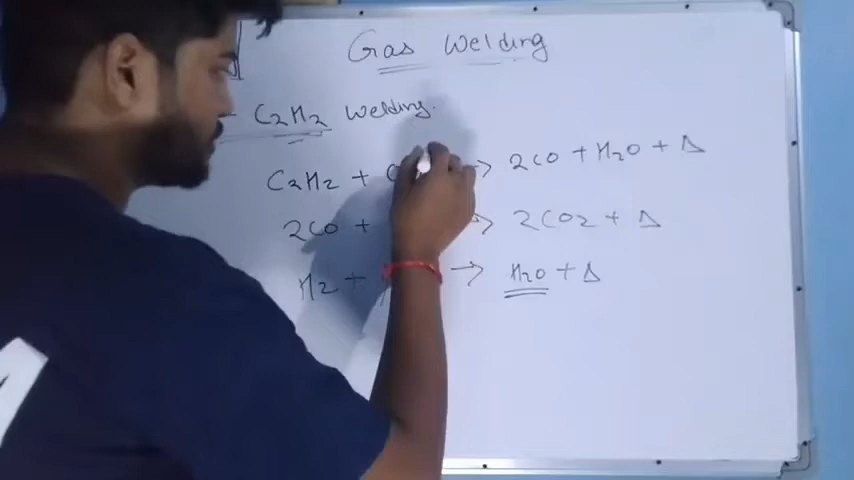 Gas Welding
- C2H2 Welding.
C2H2 + → 2CO + H2O + Δ
2CO + → 2CO2 + Δ
H2 + → H2O + Δ